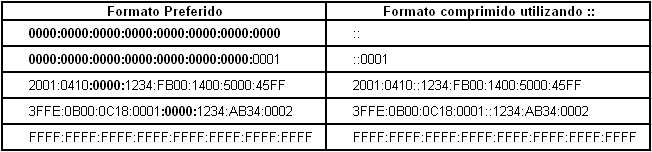 Formato Preferido Formato comprimido utilizando ::
0000:0000:0000:0000:0000:0000:0000:0000 ::
0000:0000:0000:0000:0000:0000:0000:0001 ::0001
2001:0410:0000:1234:FB00:1400:5000:45FF 2001:0410::1234:FB00:1400:5000:45FF
3FFE:0B00:0C18:0001:0000:1234:AB34:0002 3FFE:0B00:0C18:0001::1234:AB34:0002
FFFF:FFFF:FFFF:FFFF:FFFF:FFFF:FFFF:FFFF FFFF:FFFF:FFFF:FFFF:FFFF:FFFF:FFFF:FFFF